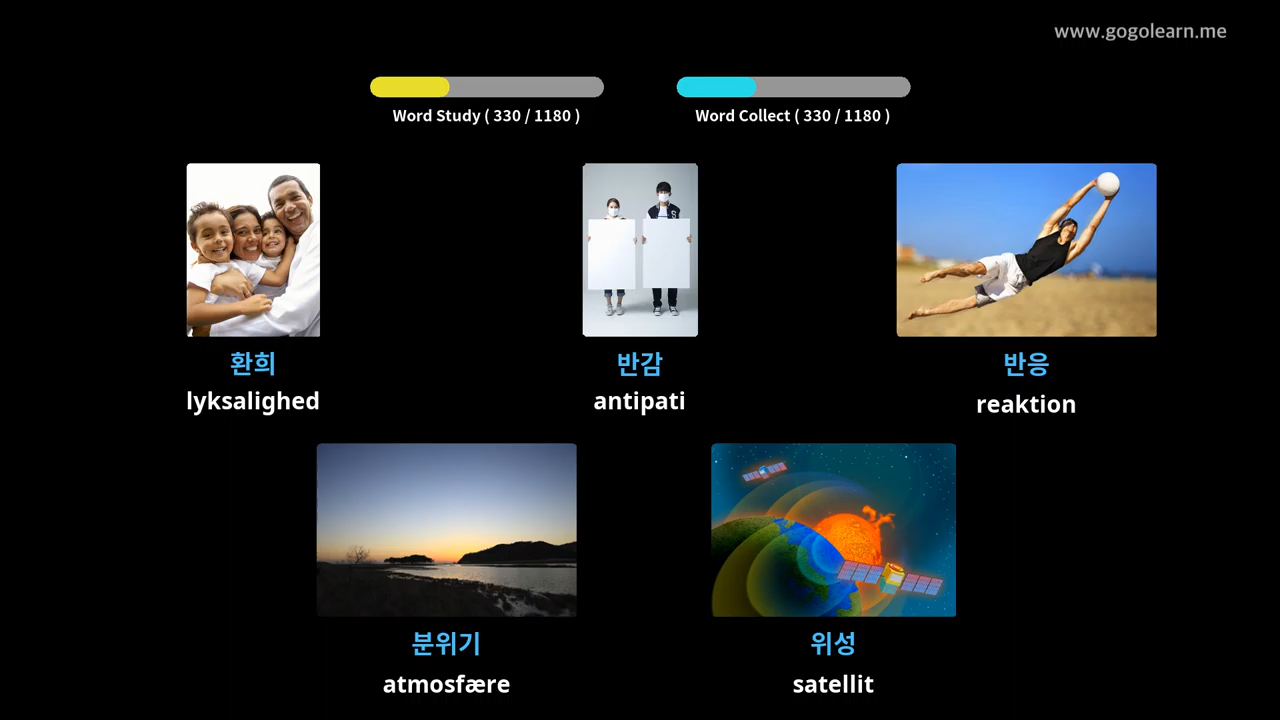 www.gogolearn.me
Word Study ( 330 / 1180 )
Word Collect ( 330 / 1180 )
환희
lyksalighed
반감
antipati
반응
reaktion
분위기
atmosfære
위성
satellit